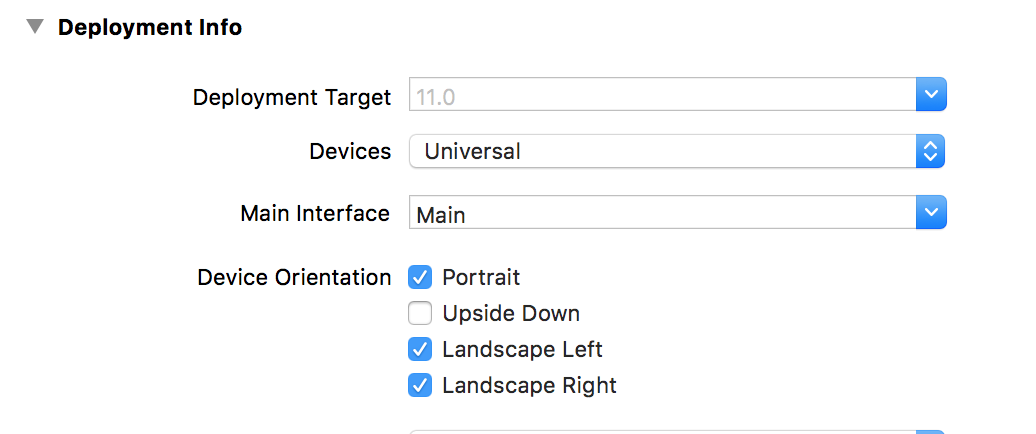 Deployment Info
Deployment Target 11.0
Devices Universal
Main Interface Main
Device Orientation Portrait
Upside Down
Landscape Left
Landscape Right